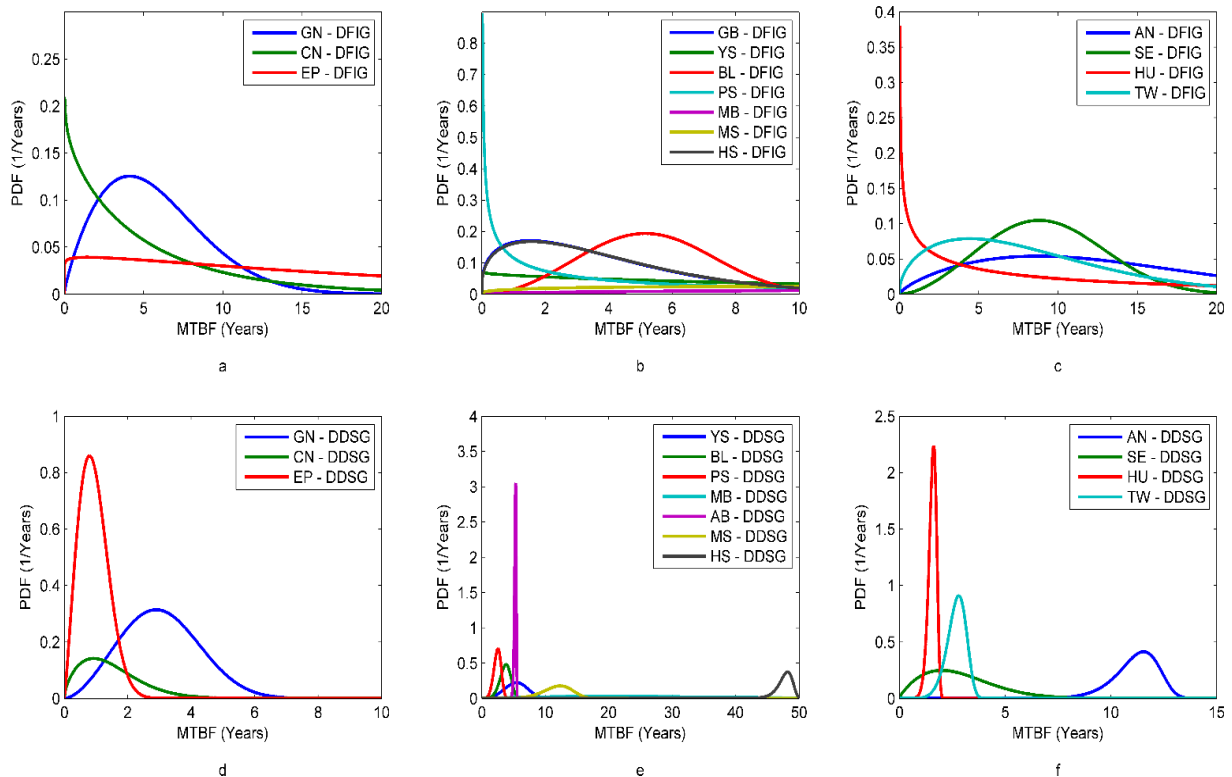 GN - DFIG
CN - DFIG
EP - DFIG
PDF (1/Years)
0.25
0.2
0.15
0.1
0.05
0
0 5 10 15 20
MTBF (Years)
a
GB - DFIG
YS - DFIG
BL - DFIG
PS - DFIG
MB - DFIG
MS - DFIG
HS - DFIG
PDF (1/Years)
0.8
0.7
0.6
0.5
0.4
0.3
0.2
0.1
0
0 2 4 6 8 10
MTBF (Years)
b
AN - DFIG
SE - DFIG
HU - DFIG
TW - DFIG
PDF (1/Years)
0.4
0.35
0.3
0.25
0.2
0.15
0.1
0.05
0
0 5 10 15 20
MTBF (Years)
c
GN - DDSG
CN - DDSG
EP - DDSG
PDF (1/Years)
1
0.8
0.6
0.4
0.2
0
0 2 4 6 8 10
MTBF (Years)
d
YS - DDSG
BL - DDSG
PS - DDSG
MB - DDSG
AB - DDSG
MS - DDSG
HS - DDSG
PDF (1/Years)
4
3.5
3
2.5
2
1.5
1
0.5
0
0 10 20 30 40 50
MTBF (Years)
e
AN - DDSG
SE - DDSG
HU - DDSG
TW - DDSG
PDF (1/Years)
2.5
2
1.5
1
0.5
0
0 5 10 15
MTBF (Years)
f